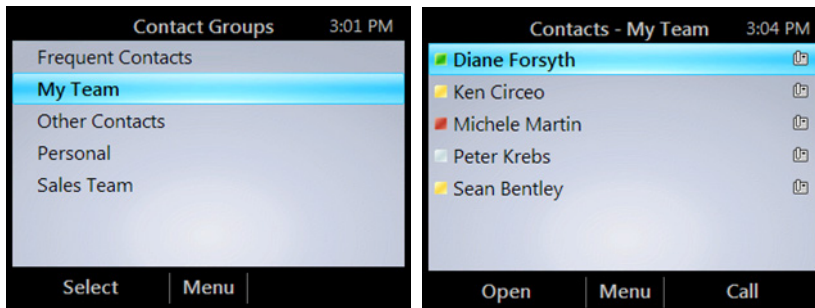 Contact Groups 3:01 PM
Frequent Contacts
My Team
Other Contacts
Personal
Sales Team
Select Menu
Contacts - My Team 3:04 PM
Diane Forsyth
Ken Circeo
Michele Martin
Peter Krebs
Sean Bentley
Open Menu Call